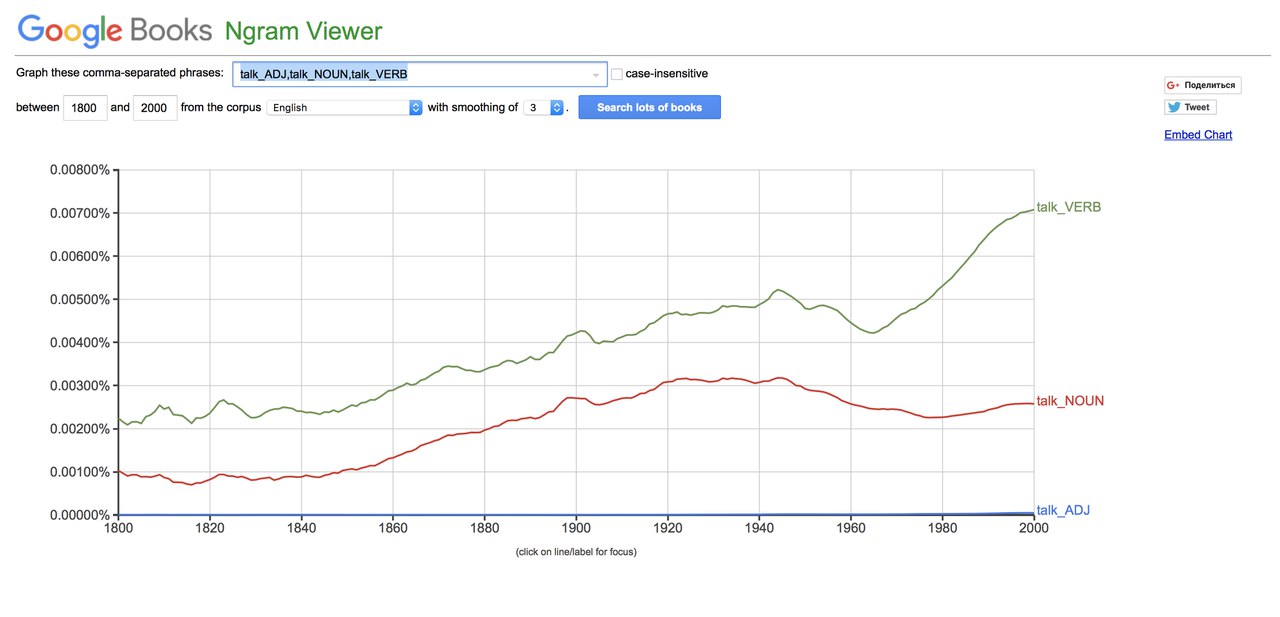 Google Books Ngram Viewer
Graph these comma-separated phrases: talk_ADJ,talk_NOUN,talk_VERB case-insensitive
between 1800 and 2000 from the corpus English with smoothing of 3 . Search lots of books
G+ Поделиться
Tweet
Embed Chart
0.00800%
0.00700%
talk_VERB
0.00600%
0.00500%
0.00400%
0.00300%
talk_NOUN
0.00200%
0.00100%
talk_ADJ
0.00000%
1800 1820 1840 1860 1880 1900 1920 1940 1960 1980 2000
(click on line/label for focus)